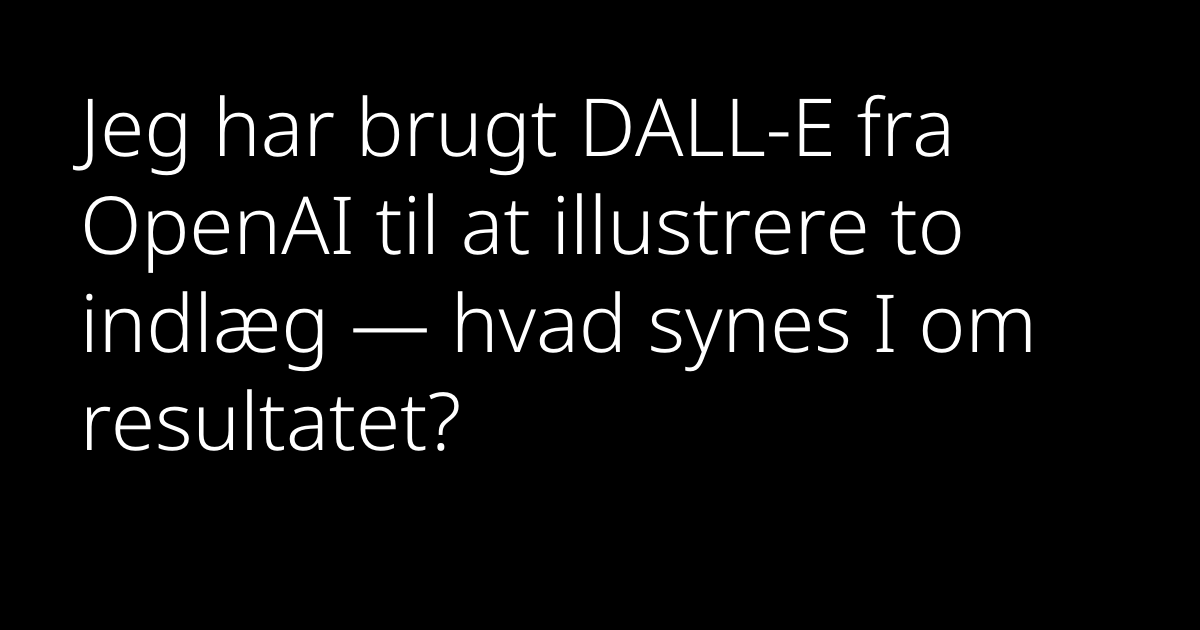 Jeg har brugt DALL-E fra
OpenAI til at illustrere to
indlæg — hvad synes I om
resultatet?